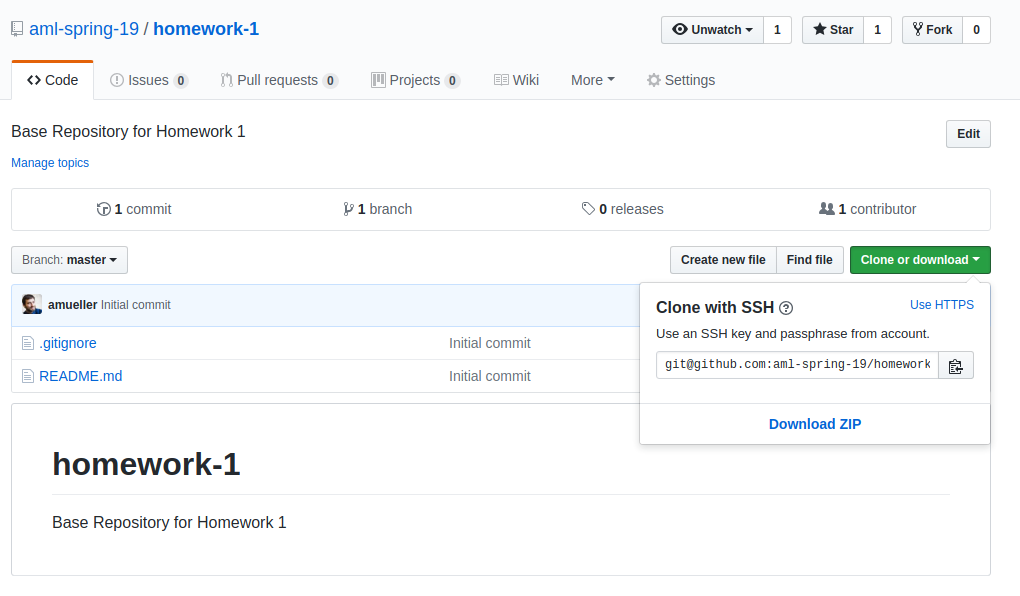 aml-spring-19 / homework-1
Unwatch 1 Star 1 Fork 0
Code Issues 0 Pull requests 0 Projects 0 Wiki More Settings
Base Repository for Homework 1
Edit
Manage topics
1 commit 1 branch 0 releases 1 contributor
Branch: master Create new file Find file Clone or download
amueller Initial commit
.gitignore Initial commit
README.md Initial commit
Clone with SSH ? Use HTTPS
Use an SSH key and passphrase from account.
git@github.com:aml-spring-19/homework
Download ZIP
homework-1
Base Repository for Homework 1